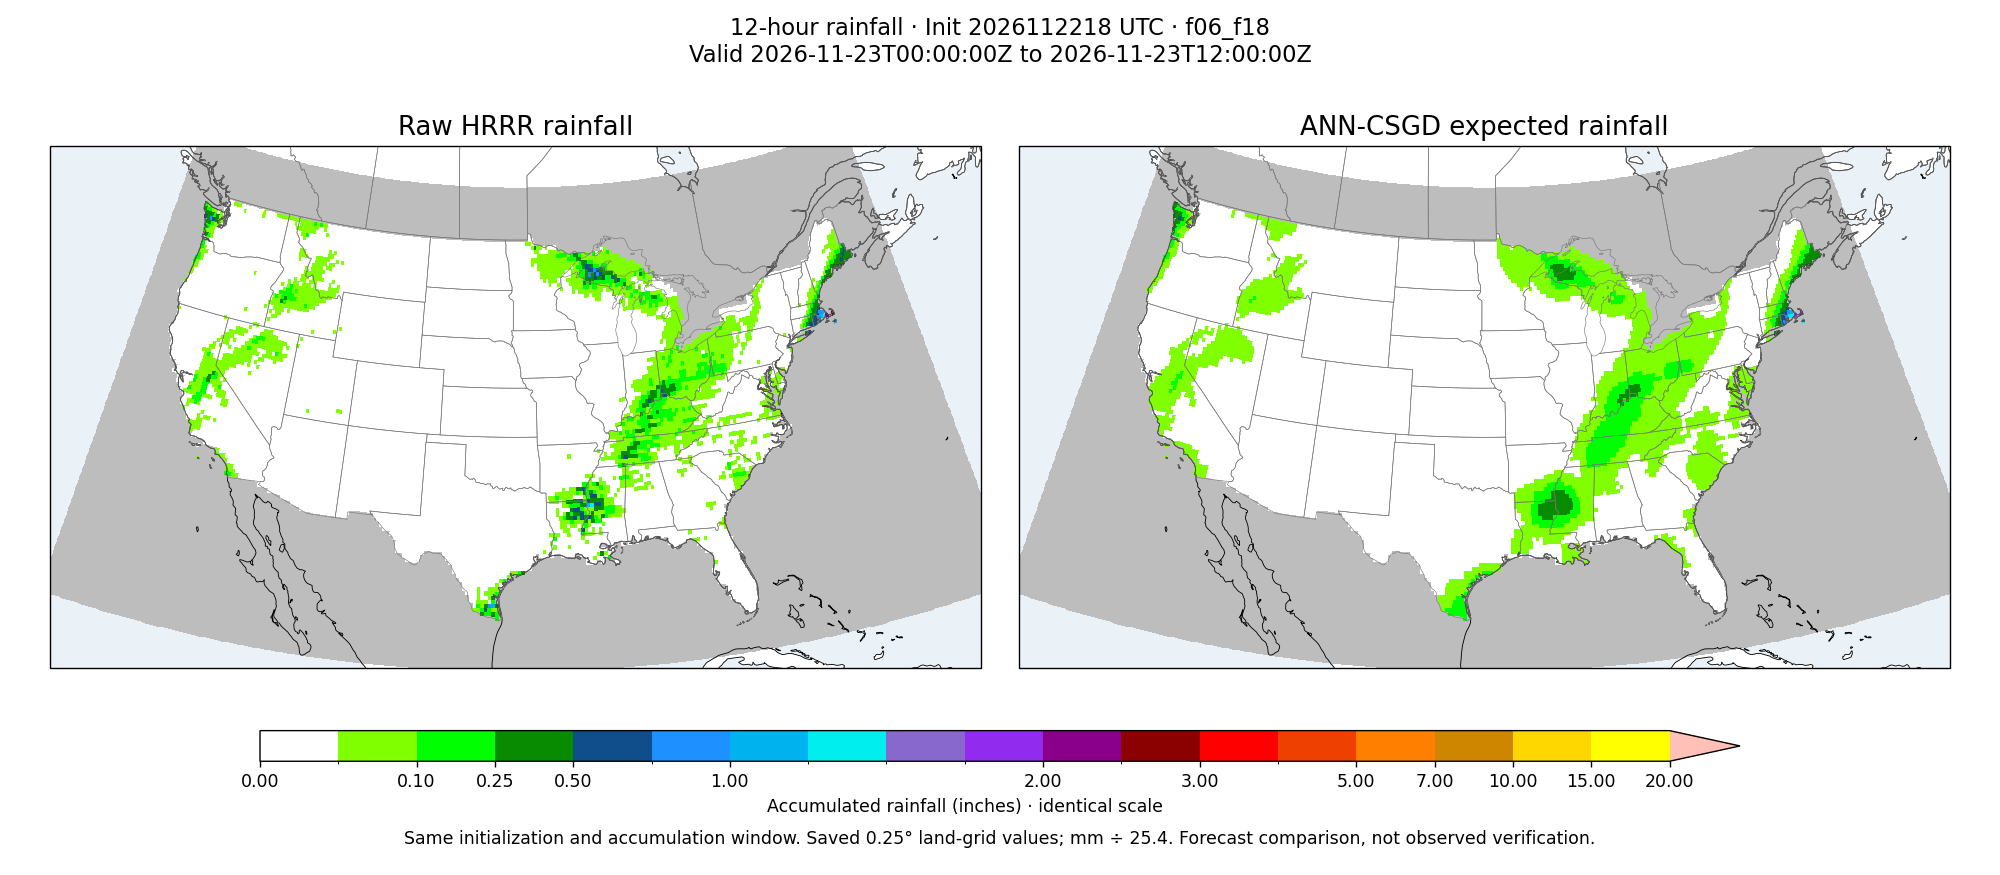 12-hour rainfall · Init 2026112218 UTC · f06_f18
Valid 2026-11-23T00:00:00Z to 2026-11-23T12:00:00Z
Raw HRRR rainfall
ANN-CSGD expected rainfall
0.00 0.10 0.25 0.50 1.00 2.00 3.00 5.00 7.00 10.00 15.00 20.00
Accumulated rainfall (inches) · identical scale
Same initialization and accumulation window. Saved 0.25° land-grid values; mm ÷ 25.4. Forecast comparison, not observed verification.